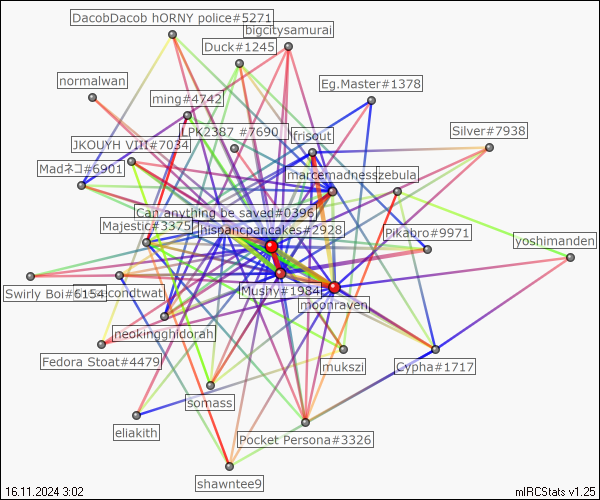 DacobDacob hORNY police#5271
bigcitysamurai
Duck#1245
normalwan
Eg.Master#1378
ming#4742
LPK2387 #7690
frisout
Silver#7938
JKOUYH VIII#7034
Madネコ#6901
marcemadnesszebula
Can anything be saved#0396
Majestic#3375
hispanicpancakes#2928
Pikabro#9971
yoshimanden
Swirly Boi#6154
condtwat
Mushy#1984
moonraven
neokingghidorah
Fedora Stoat#4479
mukszi
Cypha#1717
somass
eliakith
Pocket Persona#3326
shawntee9
16.11.2024 3:02
mIRCStats v1.25